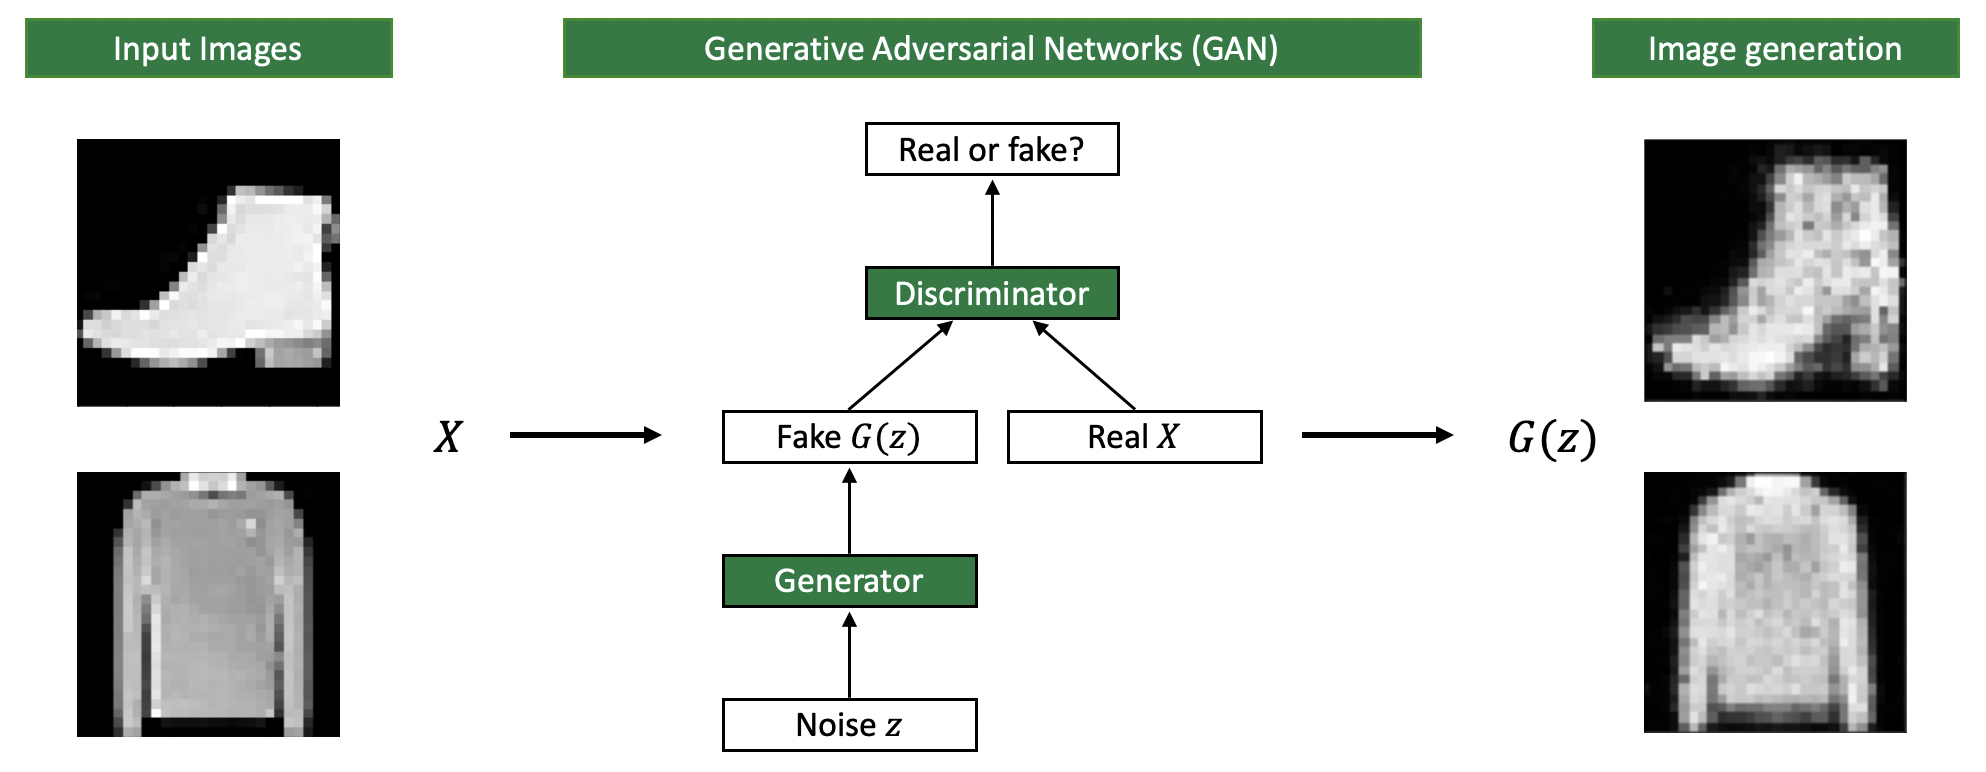 Input Images
Generative Adversarial Networks (GAN)
Image generation
Real or fake?
Discriminator
X
Fake G(z)
Real X
G(z)
Generator
Noise z